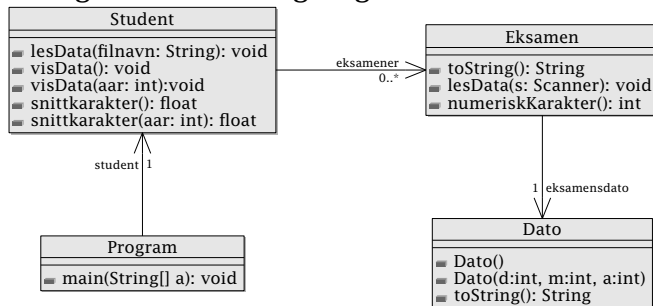 Student
lesData(filnavn: String): void
visData(): void
visData(aar: int):void
snittkarakter(): float
snittkarakter(aar: int): float
eksamener
0..*
Eksamen
toString(): String
lesData(s: Scanner): void
numeriskKarakter(): int
student 1
1 eksamensdato
Program
main(String[] a): void
Dato
Dato()
Dato(d:int, m:int, a:int)
toString(): String